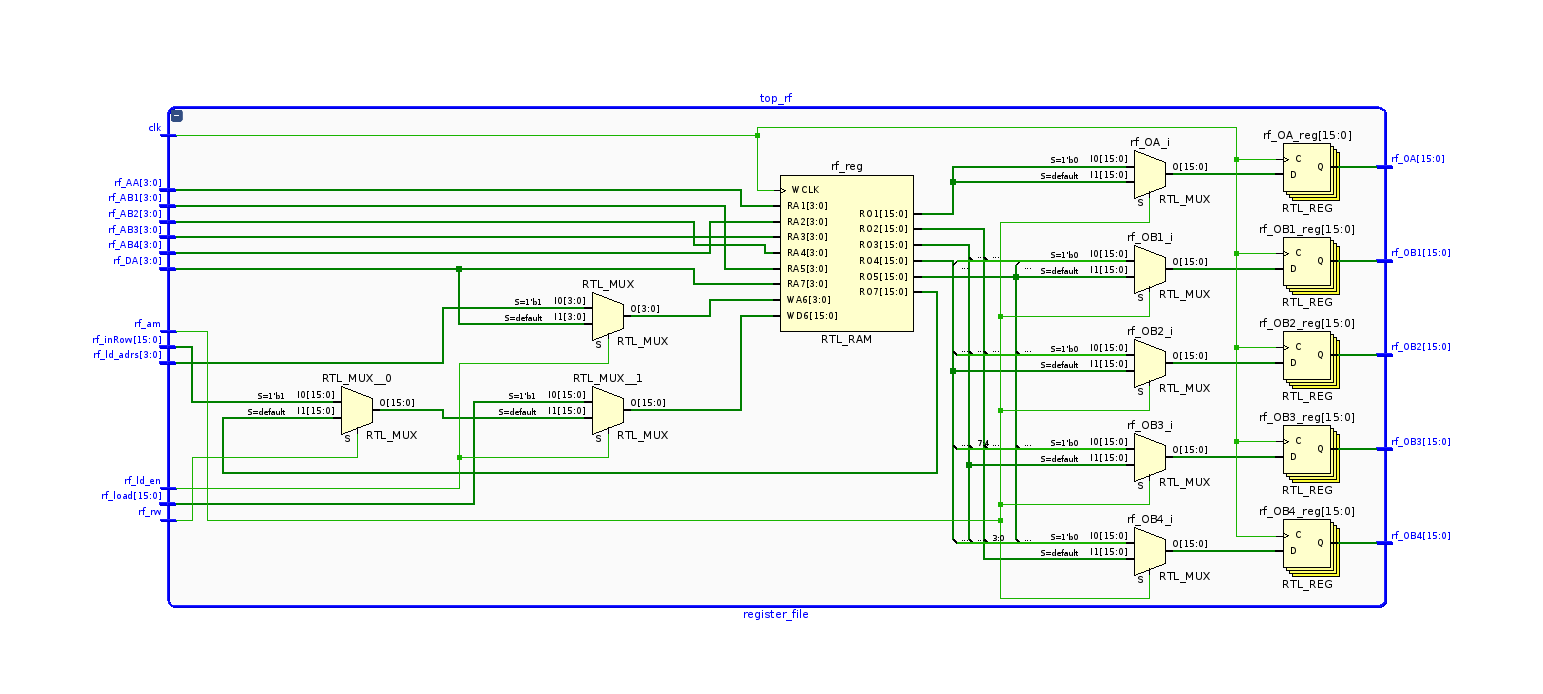 top_rf
clk
rf_AA[3:0]
rf_AB1[3:0]
rf_AB2[3:0]
rf_AB3[3:0]
rf_AB4[3:0]
rf_DA[3:0]
rf_am
rf_inRow[15:0]
rf_ld_adrs[3:0]
rf_ld_en
rf_load[15:0]
rf_rw
RTL_MUX__0
S=1'b1 I0[15:0]
S=default I1[15:0]
O[15:0]
S
RTL_MUX
RTL_MUX
S=1'b1 I0[3:0]
S=default I1[3:0]
O[3:0]
S
RTL_MUX
RTL_MUX__1
S=1'b1 I0[15:0]
S=default I1[15:0]
O[15:0]
S
RTL_MUX
rf_reg
WCLK
RA1[3:0]
RA2[3:0]
RA3[3:0]
RA4[3:0]
RA5[3:0]
RA7[3:0]
WA6[3:0]
WD6[15:0]
RO1[15:0]
RO2[15:0]
RO3[15:0]
RO4[15:0]
RO5[15:0]
RO7[15:0]
RTL_RAM
rf_OA_i
S=1'b0 I0[15:0]
S=default I1[15:0]
O[15:0]
S
RTL_MUX
rf_OB1_i
... ... ...
... ...
S=1'b0 I0[15:0]
S=default I1[15:0]
O[15:0]
S
RTL_MUX
rf_OB2_i
... ... ... ...
S=1'b0 I0[15:0]
S=default I1[15:0]
O[15:0]
S
RTL_MUX
rf_OB3_i
... 7:4 ...
S=1'b0 I0[15:0]
S=default I1[15:0]
O[15:0]
S
RTL_MUX
rf_OB4_i
... ... 3:0 ...
S=1'b0 I0[15:0]
S=default I1[15:0]
O[15:0]
S
RTL_MUX
rf_OA_reg[15:0]
C
D
Q
RTL_REG
rf_OB1_reg[15:0]
C
D
Q
RTL_REG
rf_OB2_reg[15:0]
C
D
Q
RTL_REG
rf_OB3_reg[15:0]
C
D
Q
RTL_REG
rf_OB4_reg[15:0]
C
D
Q
RTL_REG
rf_OA[15:0]
rf_OB1[15:0]
rf_OB2[15:0]
rf_OB3[15:0]
rf_OB4[15:0]
register_file